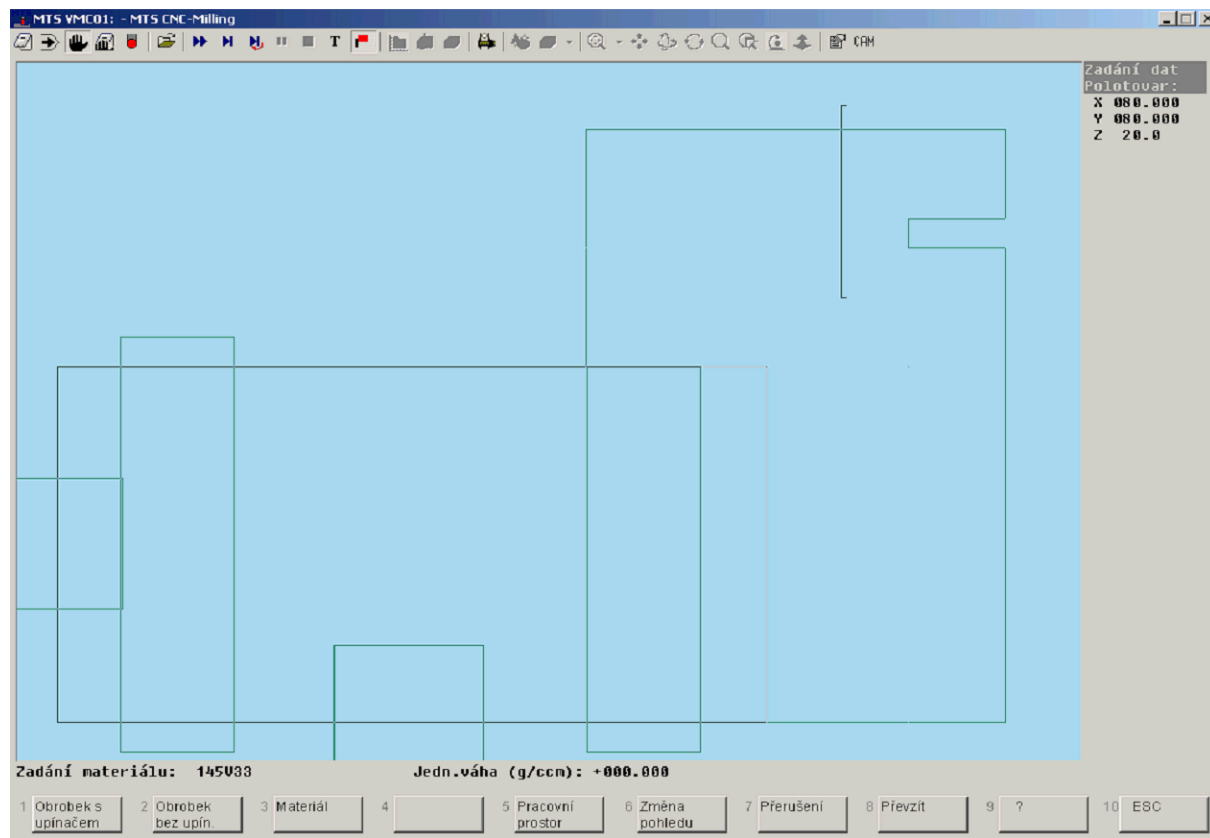 MTS VMC01: - MTS CNC-Milling
T CAM
Zadání dat
Polotovar:
X 080.000
Y 080.000
Z 20.0
Zadání materiálu: 145V33 Jedn.váha (g/ccm): +000.000
1 Obrobek s upínačem 2 Obrobek bez upín. 3 Materiál 4 5 Pracovní prostor 6 Změna pohledu 7 Přerušení 8 Převzít 9 ? 10 ESC